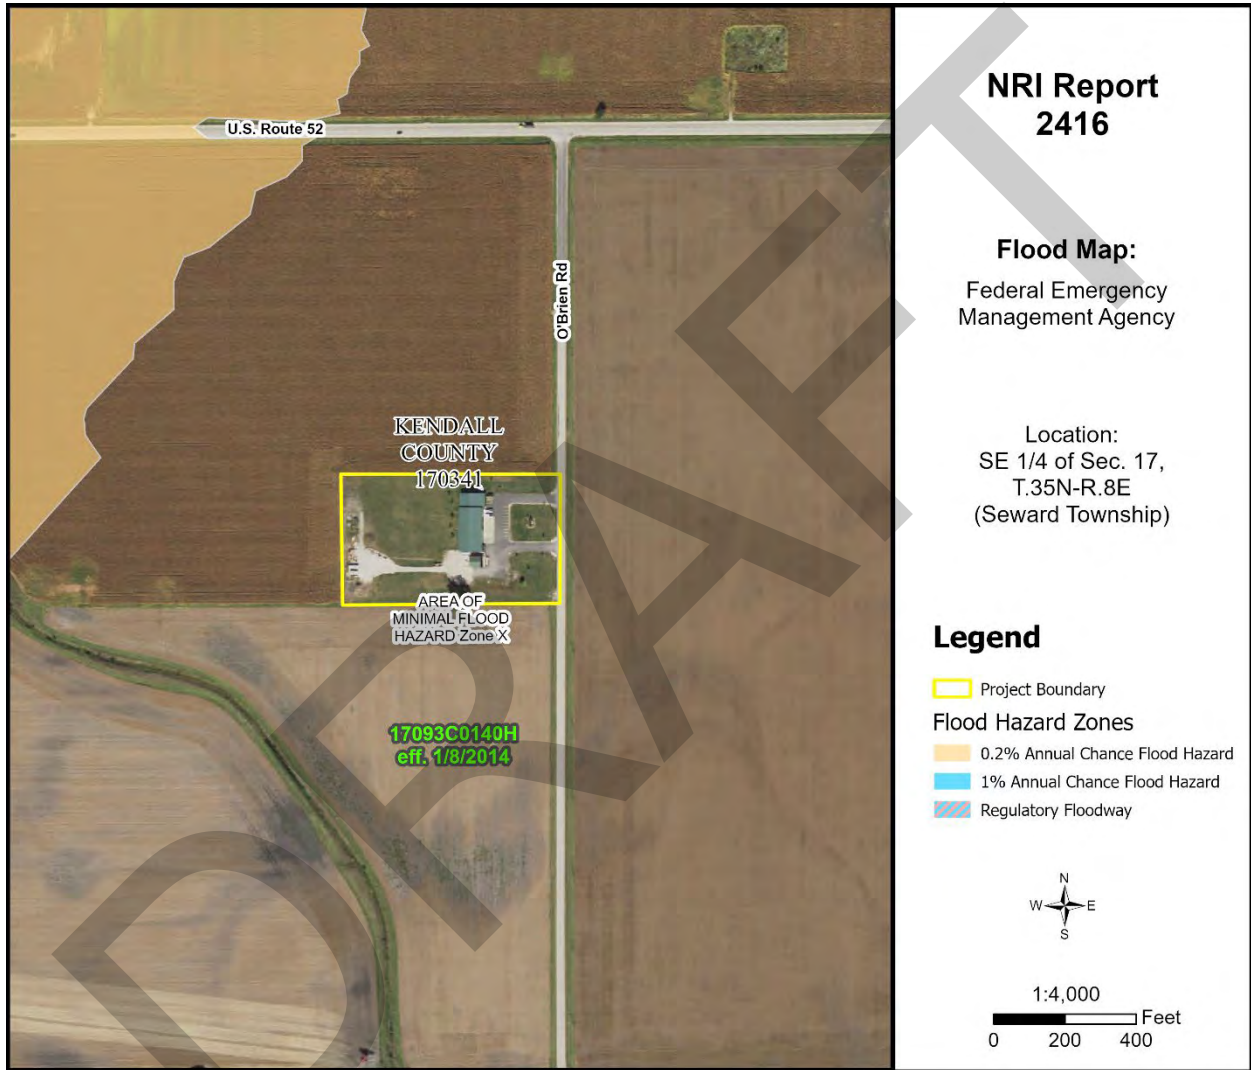 U.S. Route 52
O'Brien Rd
KENDALL
COUNTY
170341
AREA OF
MINIMAL FLOOD
HAZARD Zone X
17093C0140H
eff. 1/8/2014
DRAFT
NRI Report
2416
Flood Map:
Federal Emergency
Management Agency
Location:
SE 1/4 of Sec. 17,
T.35N-R.8E
(Seward Township)
Legend
Project Boundary
Flood Hazard Zones
0.2% Annual Chance Flood Hazard
1% Annual Chance Flood Hazard
Regulatory Floodway
N
W E
S
1:4,000
Feet
0 200 400